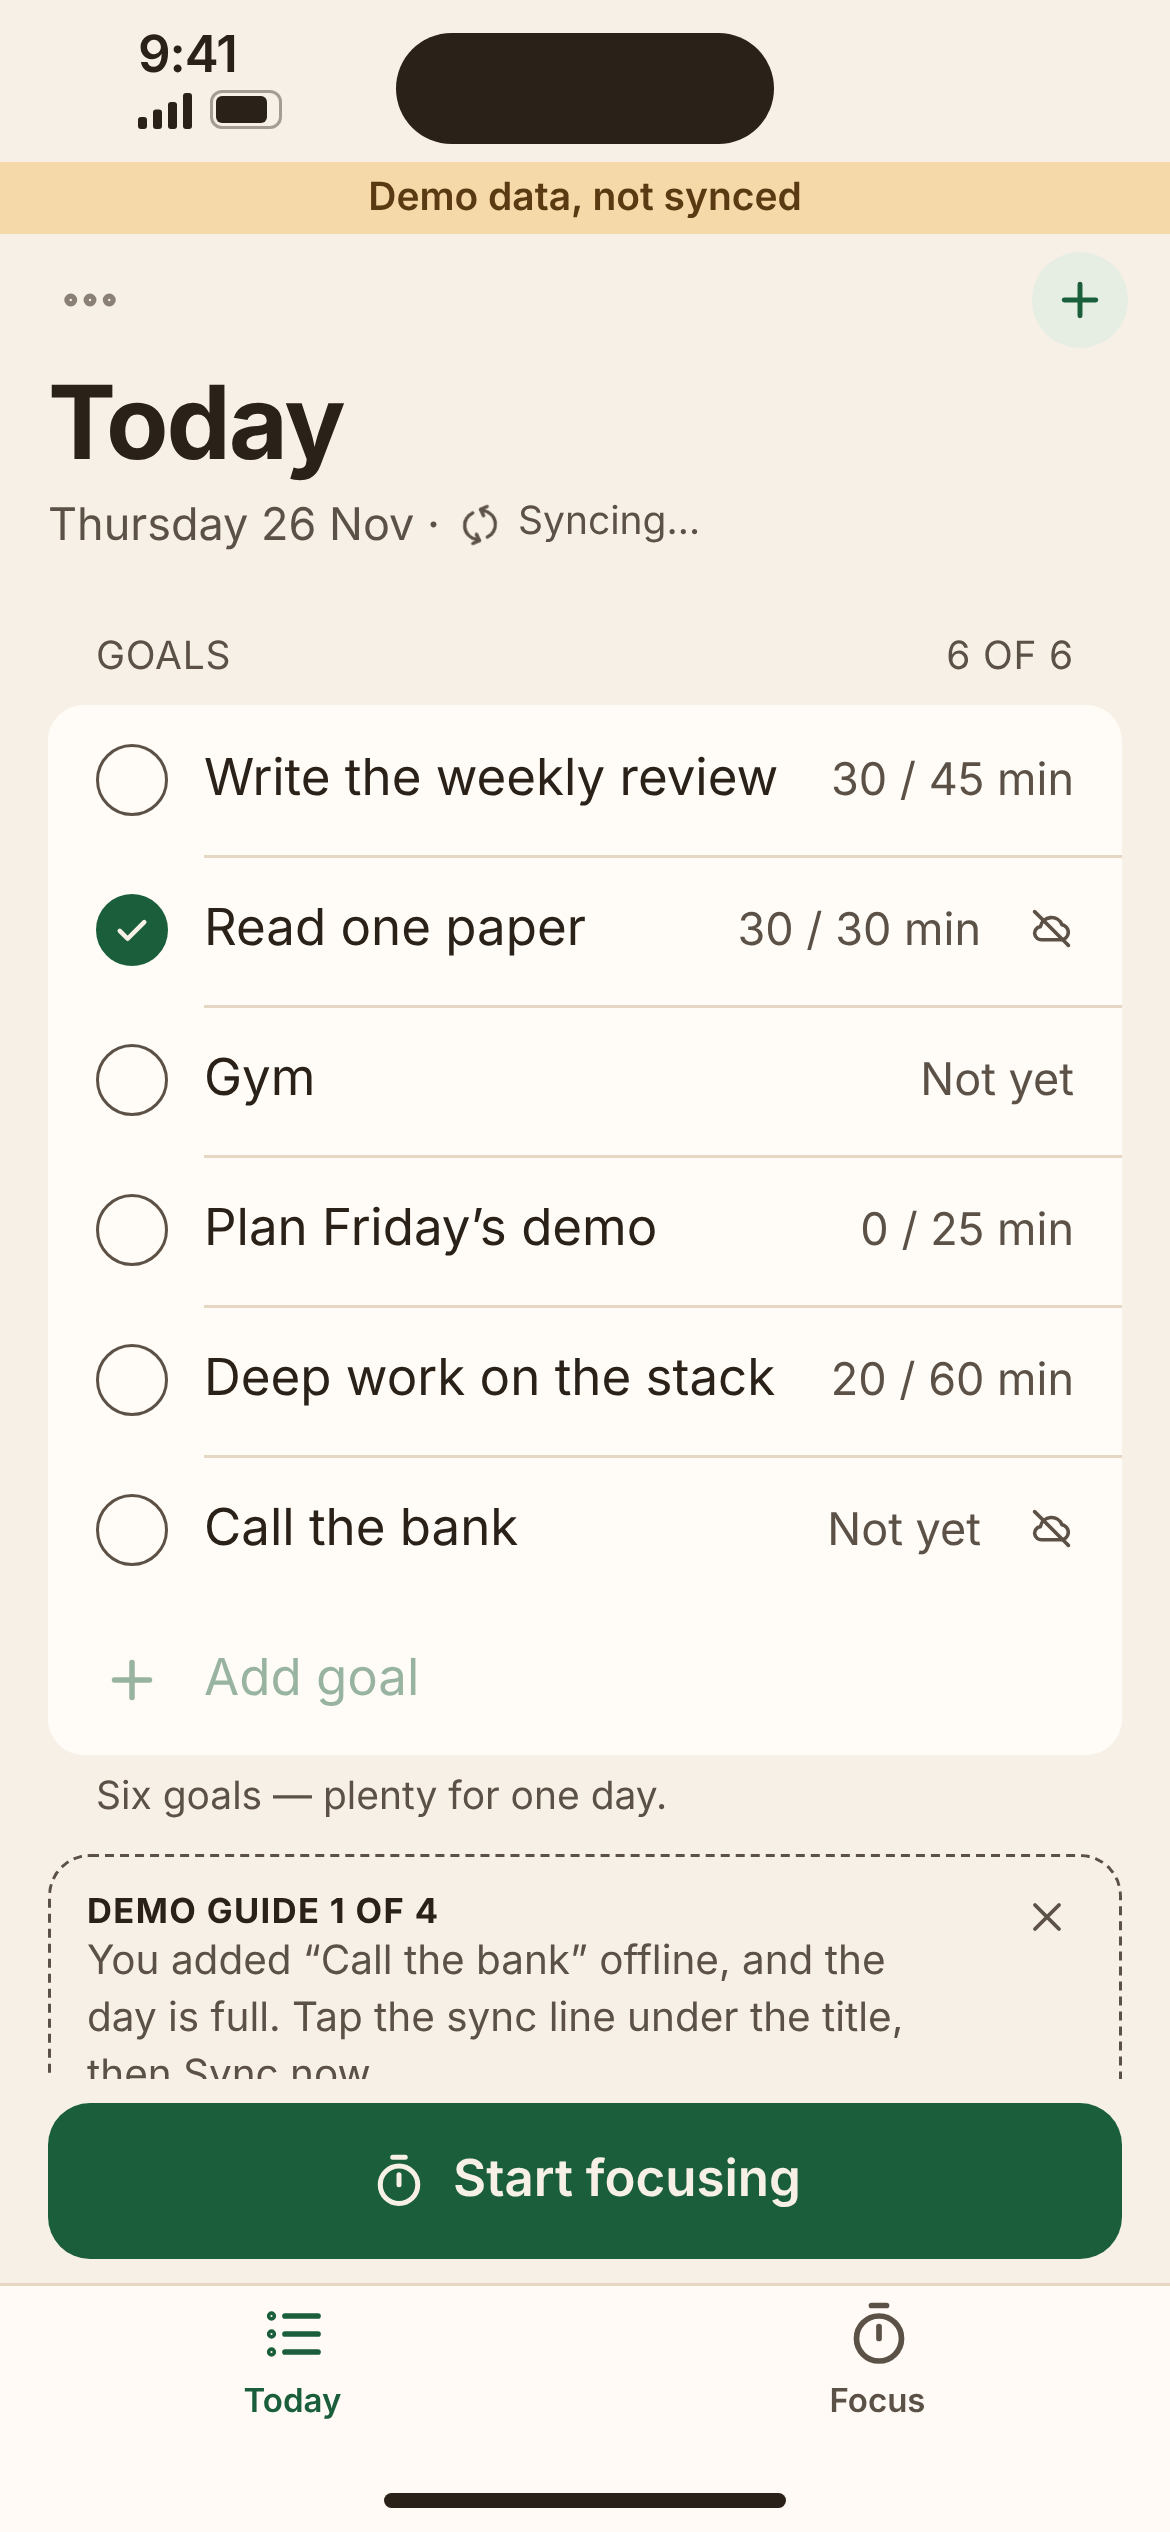 9:41
Demo data, not synced
Today
Thursday 26 Nov · Syncing...
GOALS 6 OF 6
Write the weekly review 30 / 45 min
Read one paper 30 / 30 min
Gym Not yet
Plan Friday’s demo 0 / 25 min
Deep work on the stack 20 / 60 min
Call the bank Not yet
Add goal
Six goals — plenty for one day.
DEMO GUIDE 1 OF 4
You added “Call the bank” offline, and the
day is full. Tap the sync line under the title,
then Sync now
Start focusing
Today Focus